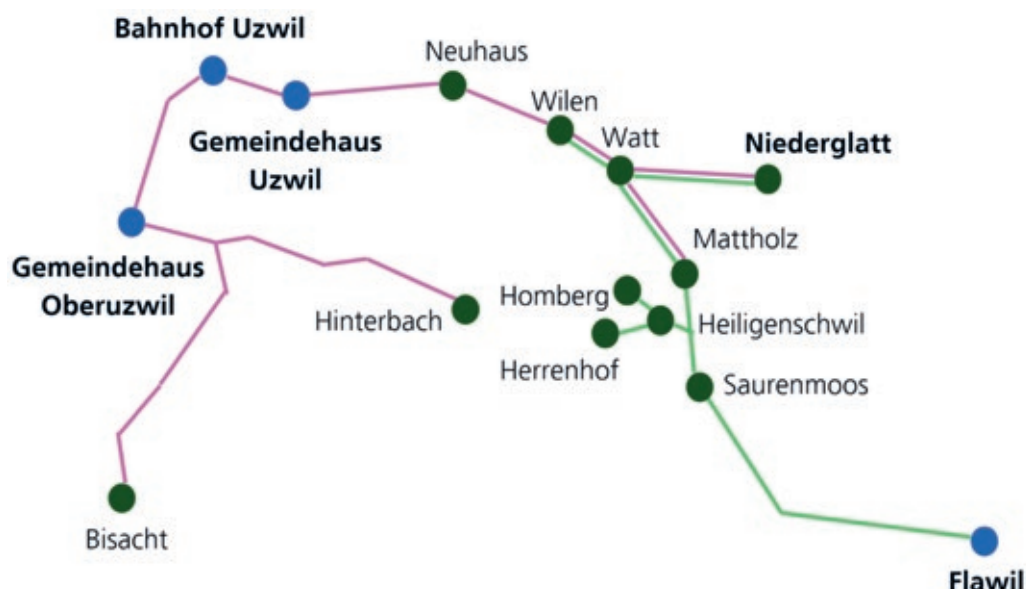 Bahnhof Uzwil
Neuhaus
Wilen
Gemeindehaus
Uzwil
Watt
Niederglatt
Mattholz
Gemeindehaus
Oberuzwil
Hinterbach
Homberg
Heiligenschwil
Herrenhof
Saurenmoos
Bisacht
Flawil